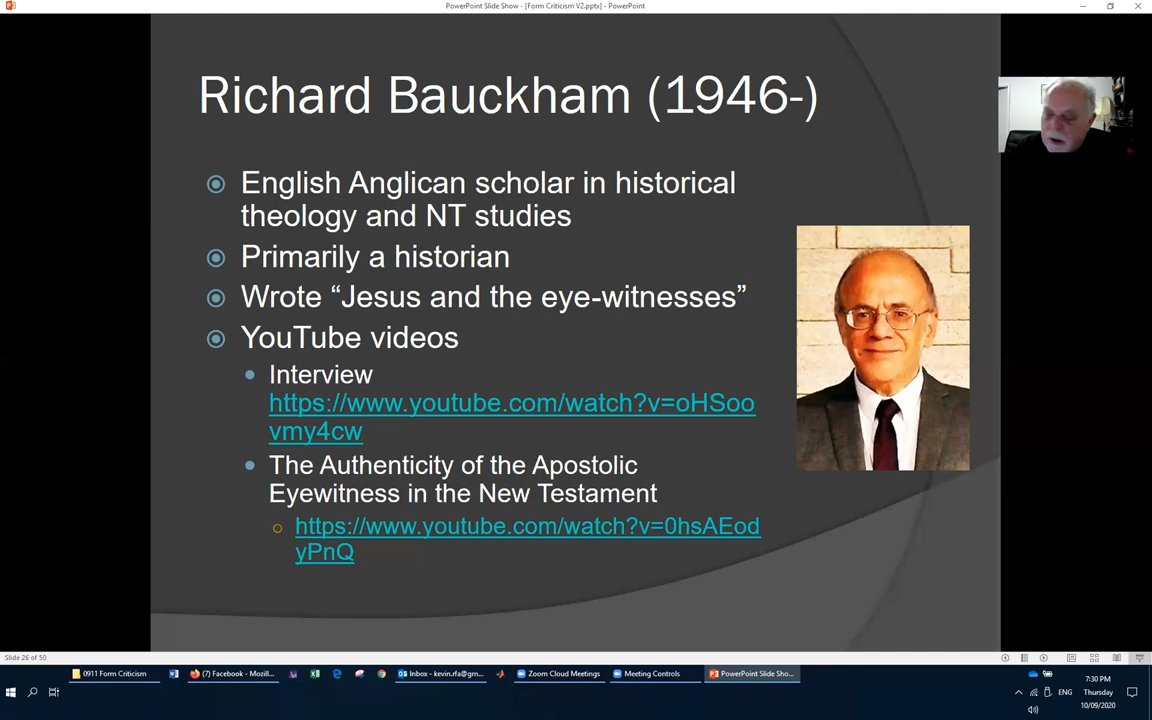 PowerPoint Slide Show - [Form Criticism V2.pptx] - PowerPoint
Richard Bauckham (1946-)
English Anglican scholar in historical
theology and NT studies
Primarily a historian
Wrote “Jesus and the eye-witnesses”
YouTube videos
Interview
https://www.youtube.com/watch?v=oHSoo
vmy4cw
The Authenticity of the Apostolic
Eyewitness in the New Testament
https://www.youtube.com/watch?v=0hsAEod
yPnQ
Slide 26 of 50
0911 Form Criticism
(7) Facebook - Mozill...
Inbox - kevin.rfa@gm...
Zoom Cloud Meetings
Meeting Controls
PowerPoint Slide Sho...
ENG
7:30 PM
Thursday
10/09/2020